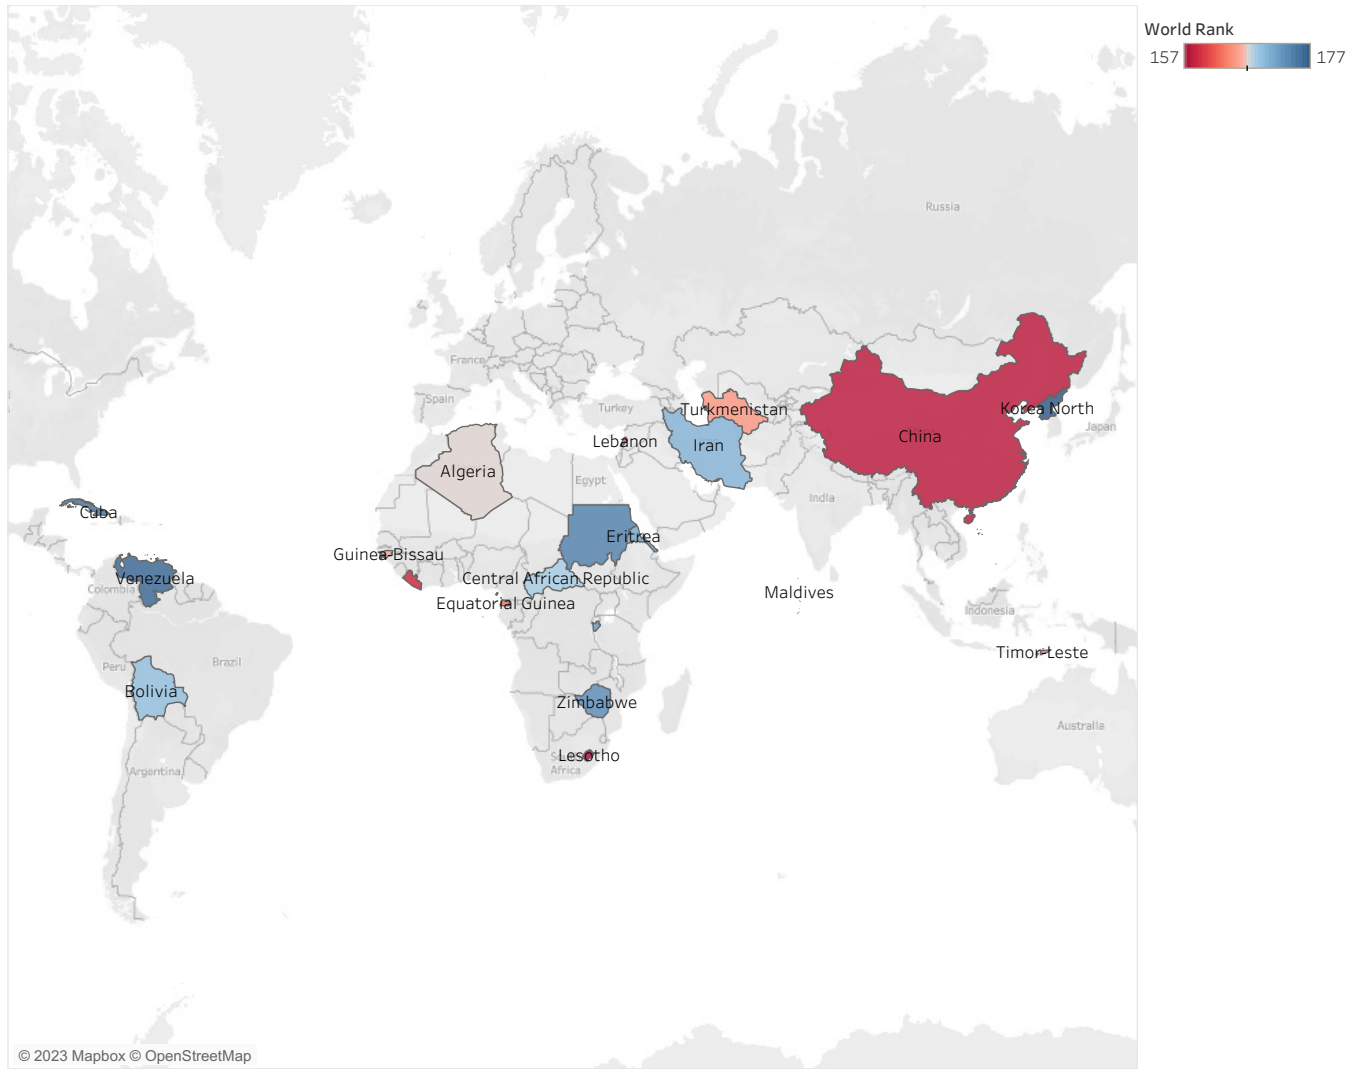 World Rank
157
177
Russia
France
Spain
Turkey
Turkmenistan
Korea North
Japan
Lebanon
Iran
China
Algeria
Egypt
India
Cuba
Eritrea
Guinea-Bissau
Venezuela
Colombia
Central African Republic
Maldives
Equatorial Guinea
Indonesia
Timor-Leste
Peru
Brazil
Bolivia
Zimbabwe
Australia
Lesotho
Africa
Argentina
© 2023 Mapbox © OpenStreetMap